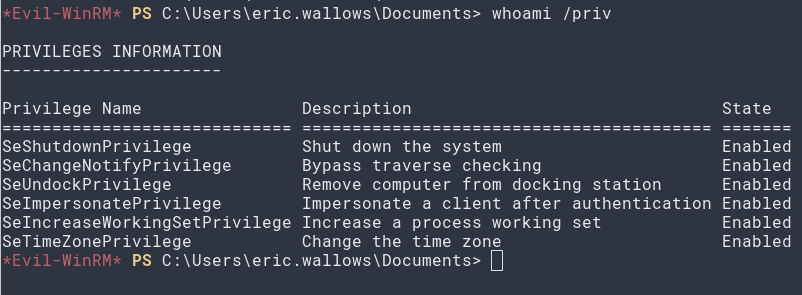 *Evil-WinRM* PS C:\Users\eric.wallows\Documents> whoami /priv
PRIVILEGES INFORMATION
----------------------
Privilege Name                Description                               State
============================= ========================================= =======
SeShutdownPrivilege           Shut down the system                      Enabled
SeChangeNotifyPrivilege       Bypass traverse checking                  Enabled
SeUndockPrivilege             Remove computer from docking station      Enabled
SeImpersonatePrivilege        Impersonate a client after authentication Enabled
SeIncreaseWorkingSetPrivilege Increase a process working set            Enabled
SeTimeZonePrivilege           Change the time zone                      Enabled
*Evil-WinRM* PS C:\Users\eric.wallows\Documents>